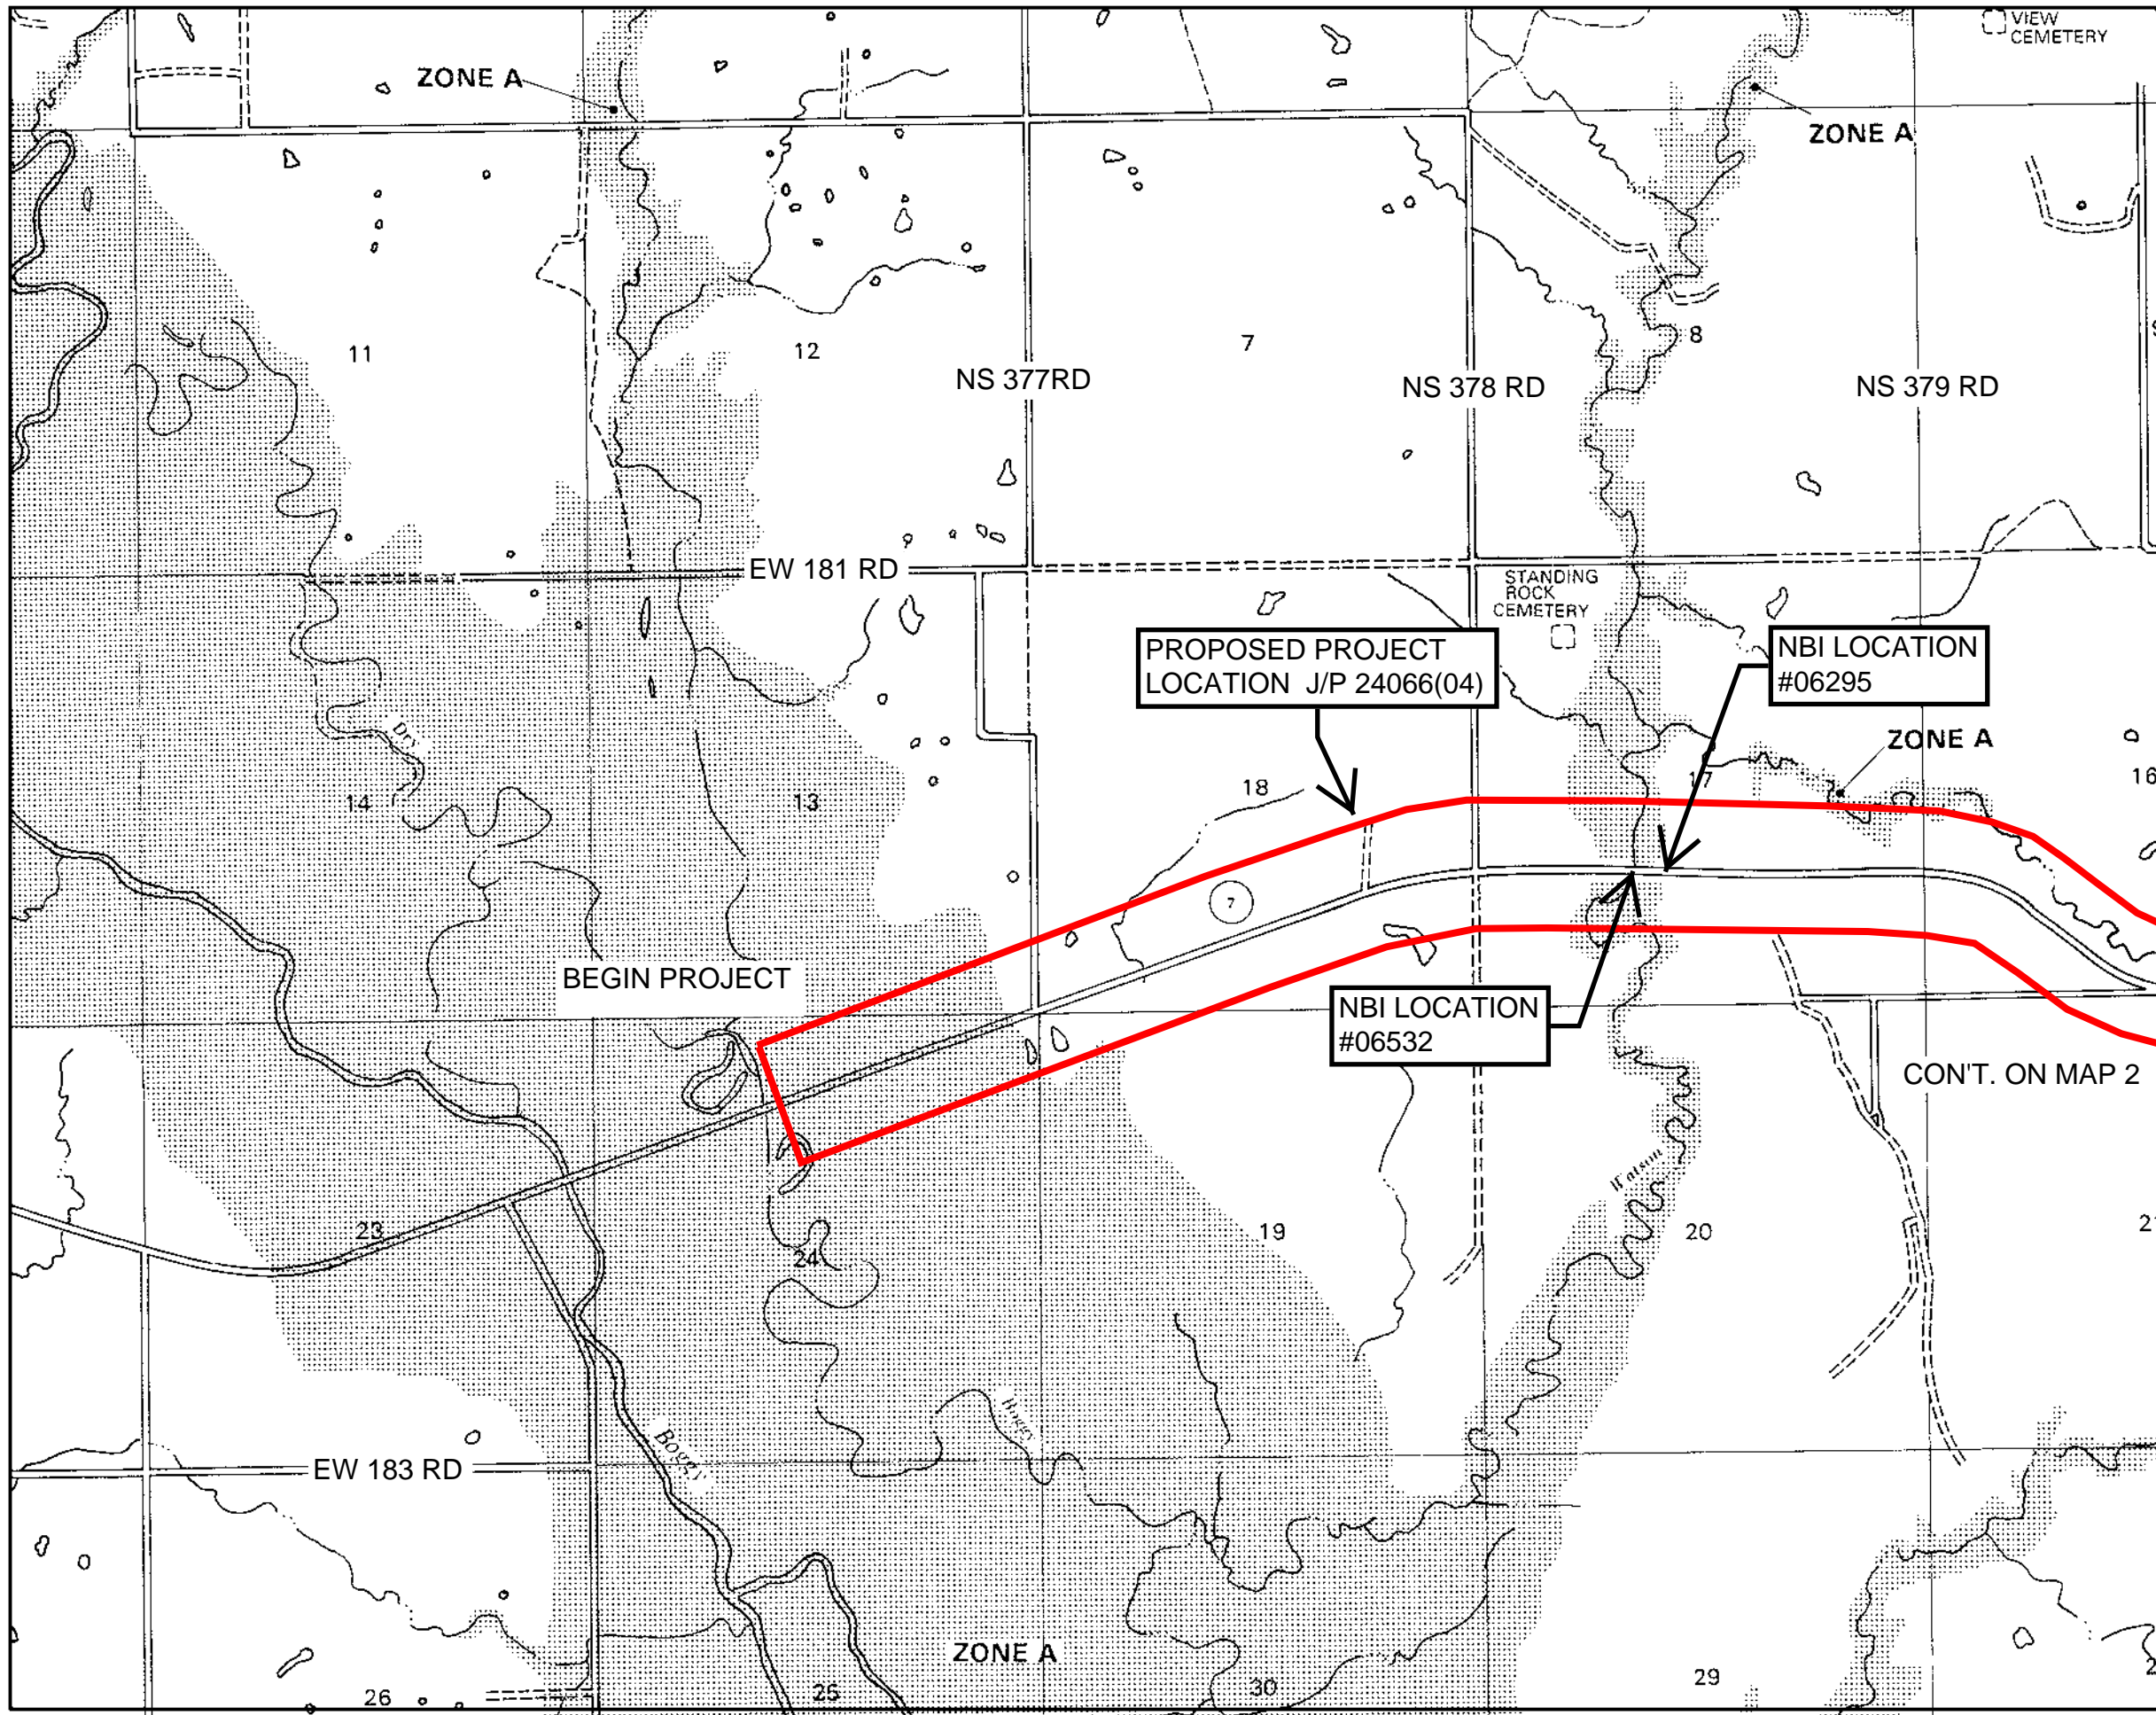 VIEW
CEMETERY
ZONE A
ZONE A
11
12
7
8
NS 377RD
NS 378 RD
NS 379 RD
EW 181 RD
STANDING
ROCK
CEMETERY
PROPOSED PROJECT
LOCATION J/P 24066(04)
NBI LOCATION
#06295
ZONE A
Dry
14
13
18
17
16
7
BEGIN PROJECT
NBI LOCATION
#06532
CON'T. ON MAP 2
Watson
23
24
19
20
Boggy
Boggy
EW 183 RD
ZONE A
26
25
30
29